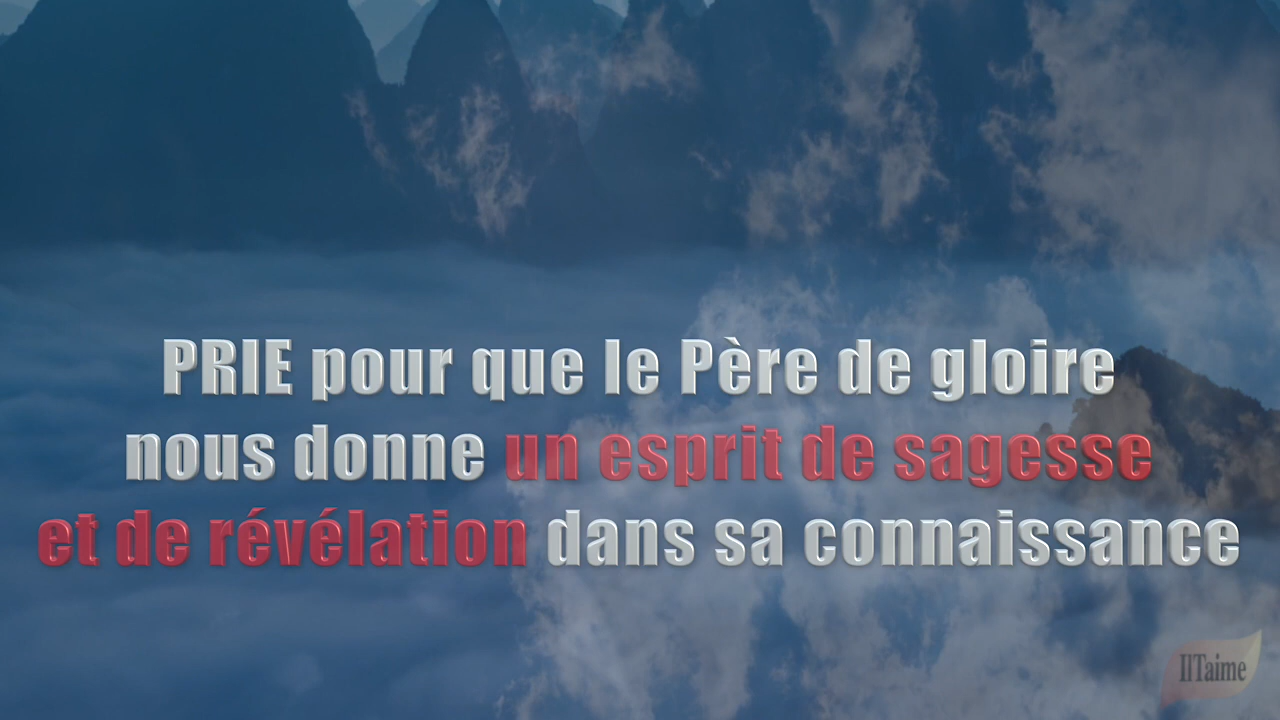 PRIE pour que le Père de gloire
nous donne un esprit de sagesse
et de révélation dans sa connaissance
IlTaime